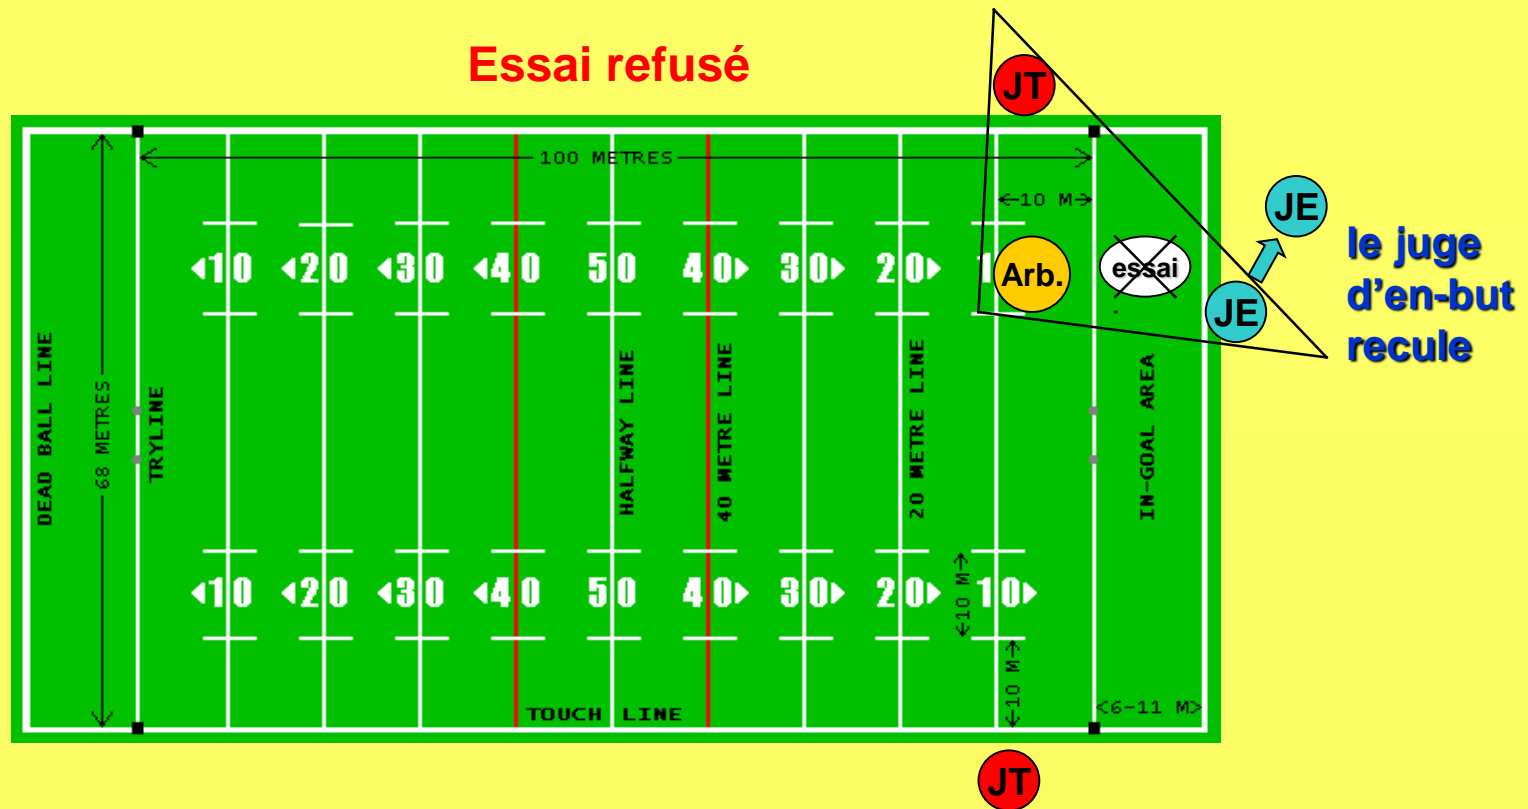 Essai refusé
JT
100 METRES
←10 M→
JE
le juge
d’en-but
recule
◂10 ◂20 ◂30 ◂40 50 40▸ 30▸ 20▸ 1
Arb.
essai
.
JE
DEAD BALL LINE
68 METRES
TRYLINE
HALFWAY LINE
40 METRE LINE
20 METRE LINE
IN-GOAL AREA
◂10 ◂20 ◂30 ◂40 50 40▸ 30▸ 20▸ 10▸
←10 M→
←10 M→
<6-11 M>
TOUCH LINE
JT